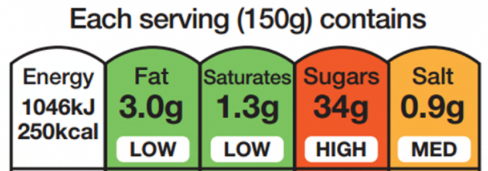 Each serving (150g) contains
Energy
1046kJ
250kcal
Fat
3.0g
LOW
Saturates
1.3g
LOW
Sugars
34g
HIGH
Salt
0.9g
MED